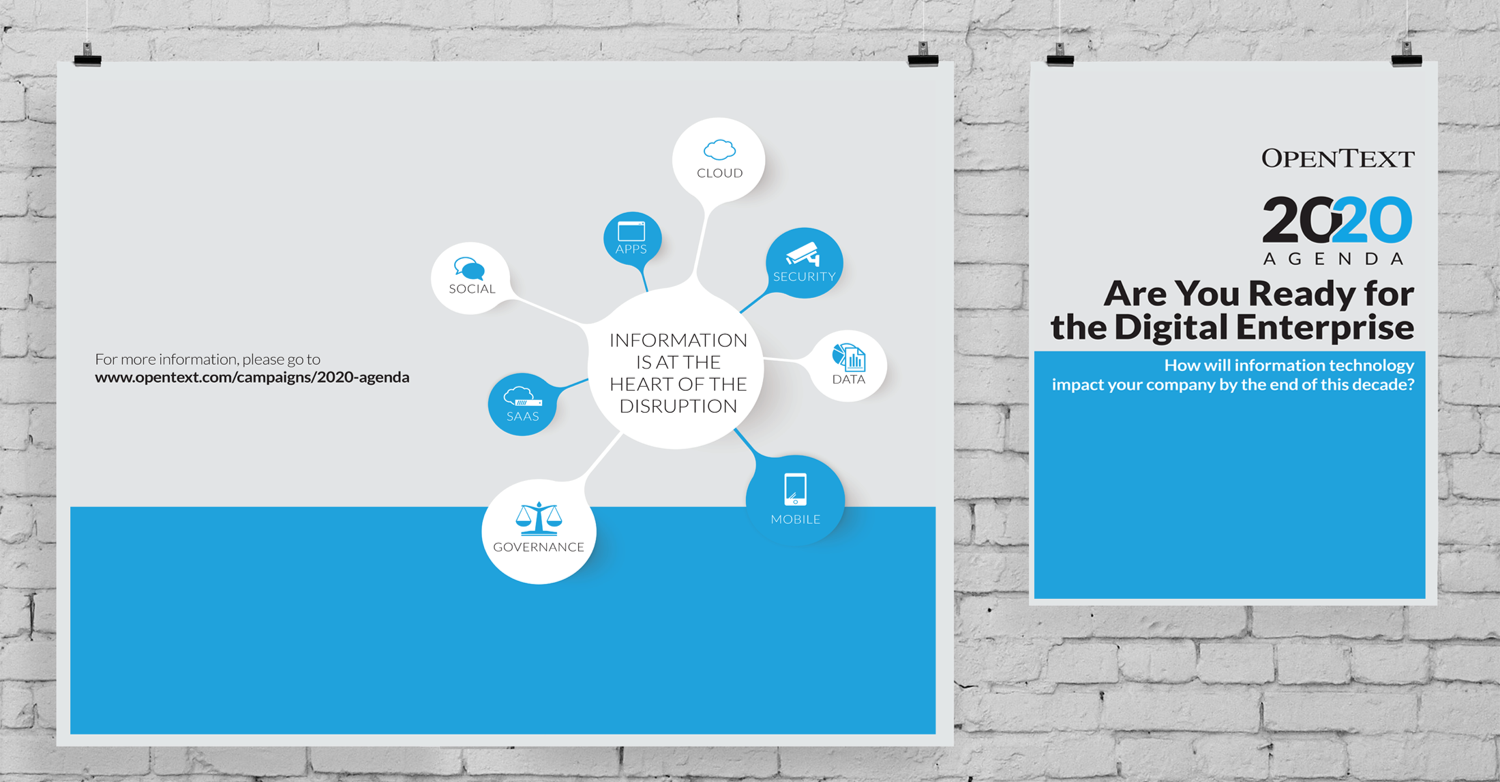 For more information, please go to
www.opentext.com/campaigns/2020-agenda
CLOUD
APPS
SECURITY
SOCIAL
INFORMATION
IS AT THE
HEART OF THE
DISRUPTION
DATA
SAAS
MOBILE
GOVERNANCE
OPENTEXT
2020
AGENDA
Are You Ready for
the Digital Enterprise
How will information technology
impact your company by the end of this decade?